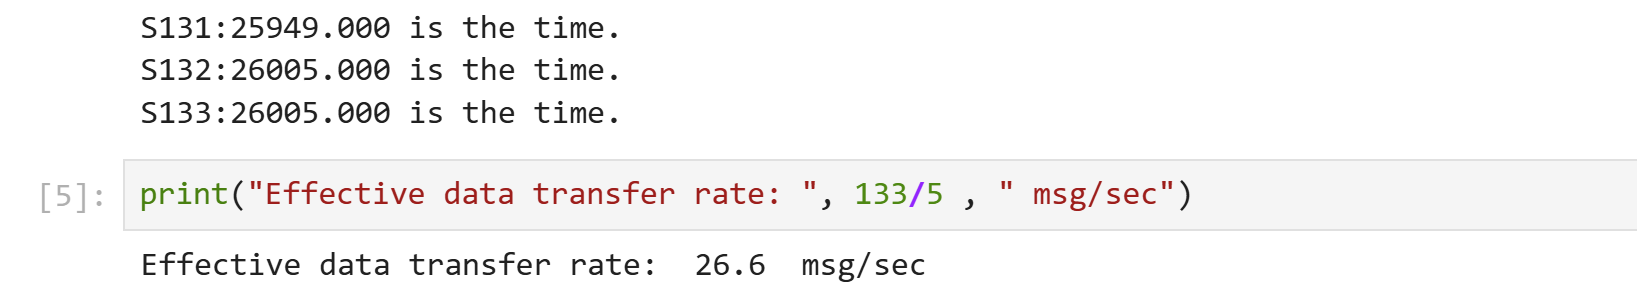 S131:25949.000 is the time.
S132:26005.000 is the time.
S133:26005.000 is the time.
[5]: print("Effective data transfer rate: ", 133/5 , " msg/sec")
Effective data transfer rate:  26.6  msg/sec